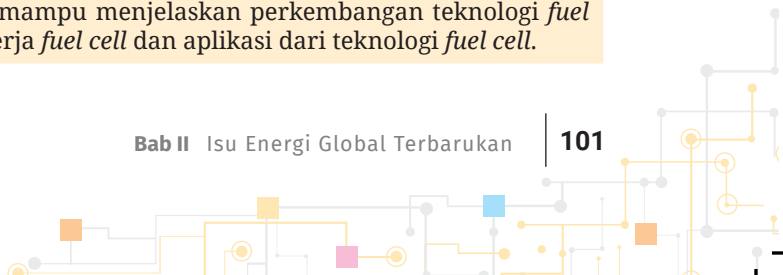 mampu menjelaskan perkembangan teknologi fuel
erja fuel cell dan aplikasi dari teknologi fuel cell.
Bab II Isu Energi Global Terbarukan 101